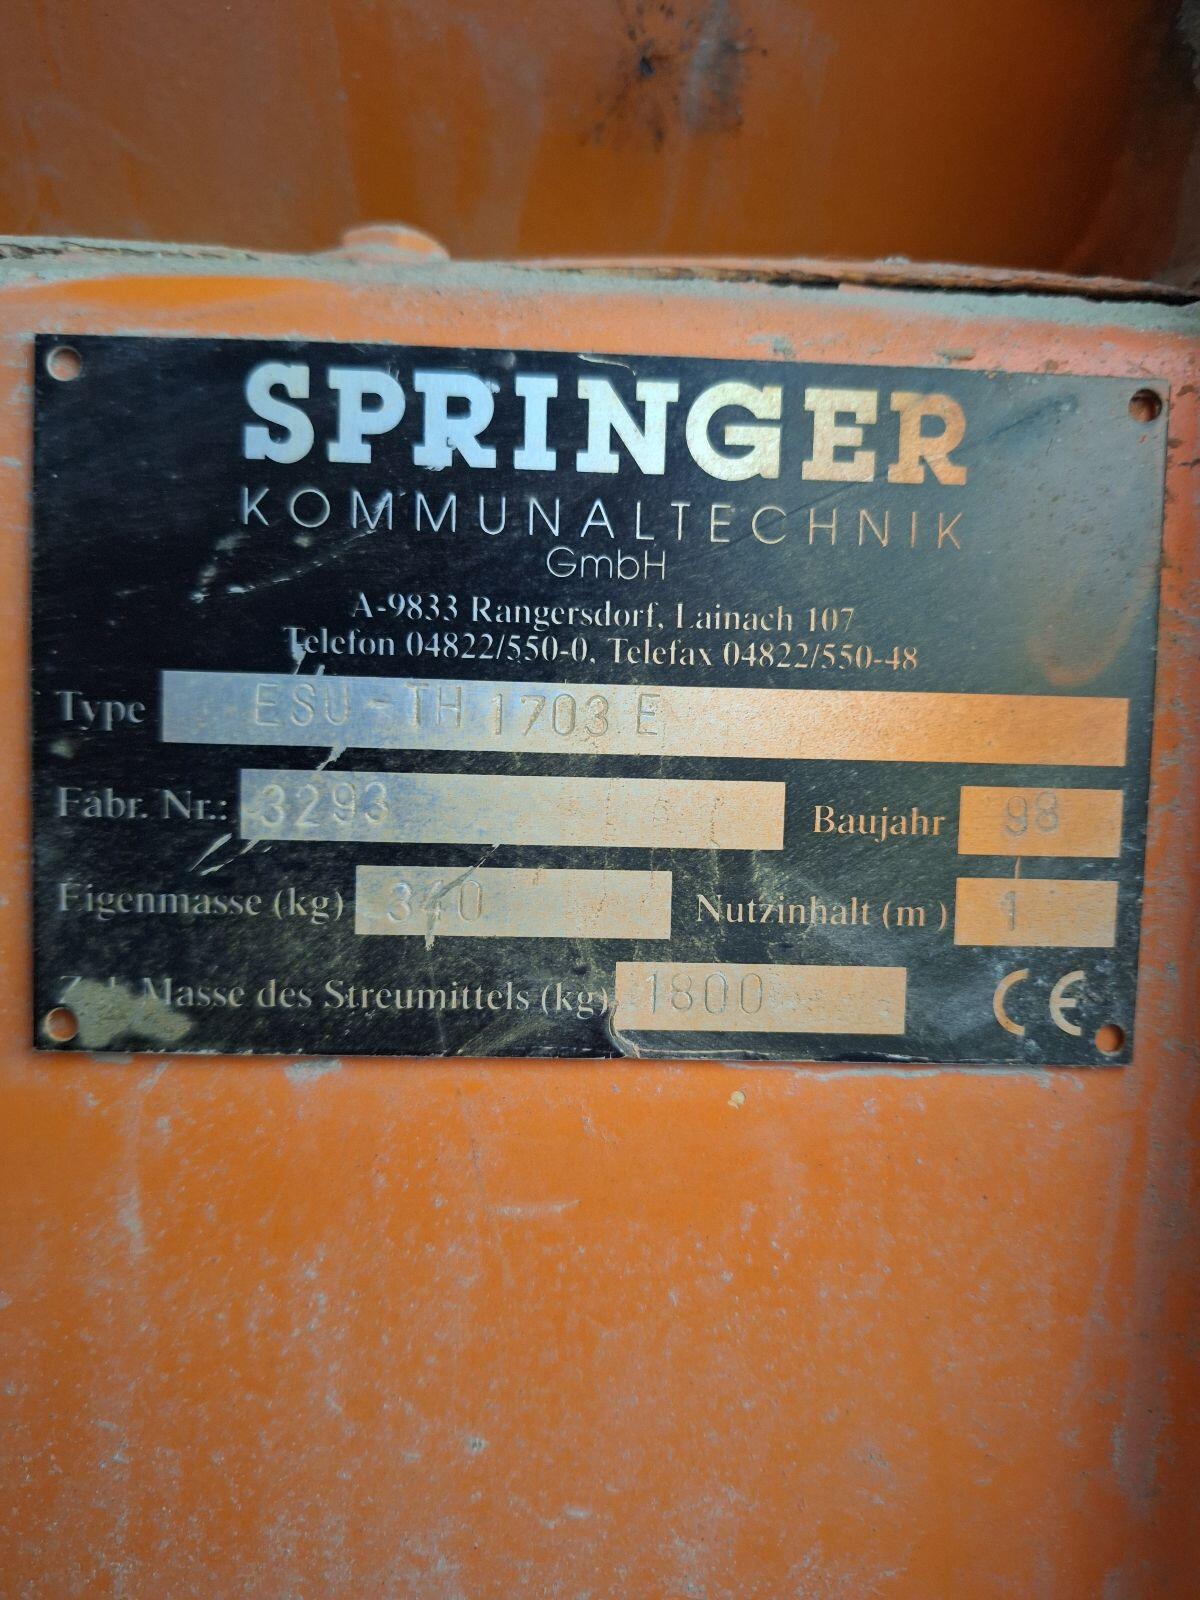 SPRINGER
KOMMUNALTECHNIK
GmbH
A-9833 Rangersdorf, Lainach 107
Telefon 04822/550-0, Telefax 04822/550-48
Type ESU-TH 1703 E
Fabr. Nr.: 3293 Baujahr 98
Eigenmasse (kg) 340 Nutzinhalt (m ) 1
Masse des Streumittels (kg) 1800 CE